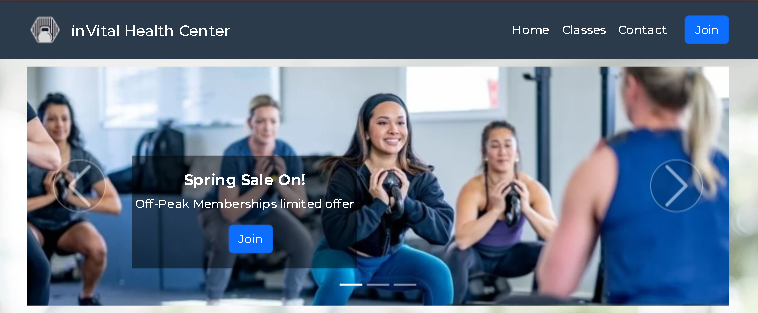 inVital Health Center
Home Classes Contact Join
Spring Sale On!
Off-Peak Memberships limited offer
Join